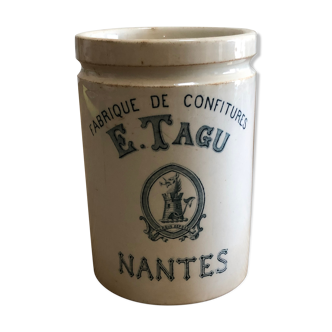 FABRIQUE DE CONFITURES
E. TAGU
NANTES